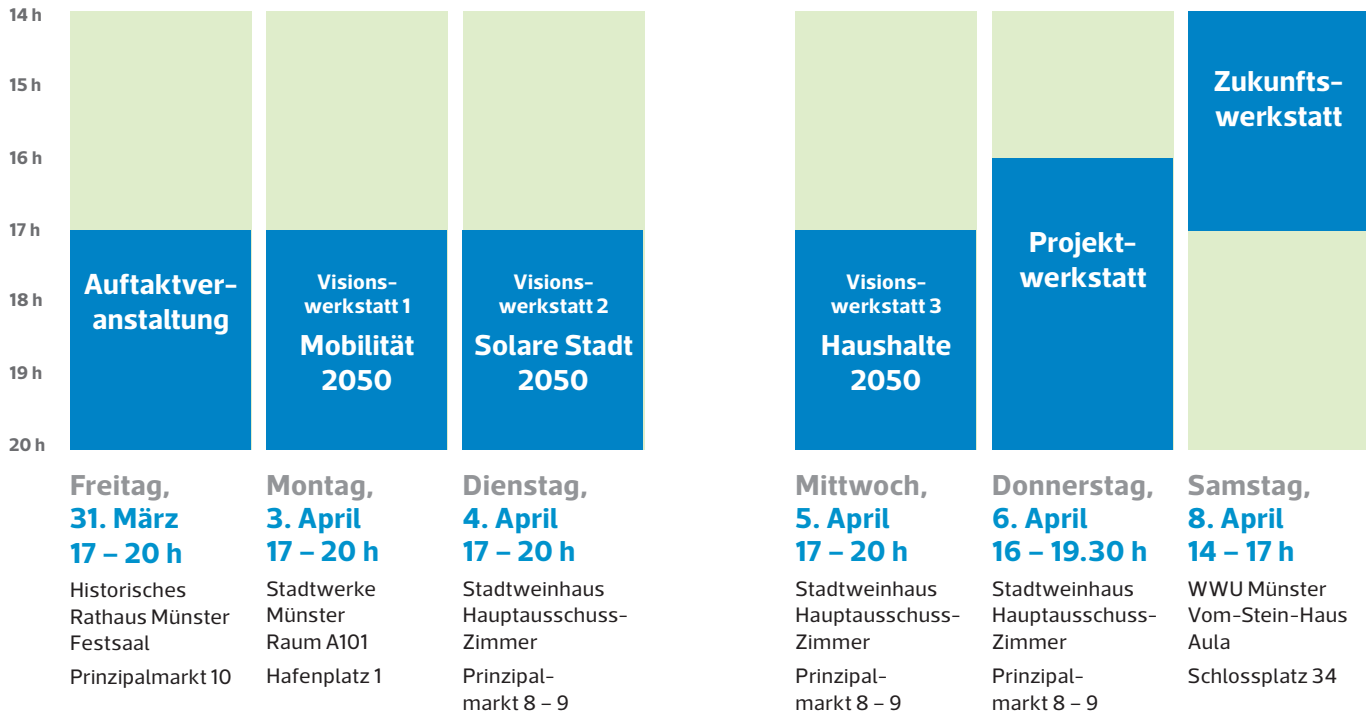 14 h
15 h
16 h
17 h
18 h
19 h
20 h
Auftaktver-
anstaltung
Visions-
werkstatt 1
Mobilität
2050
Visions-
werkstatt 2
Solare Stadt
2050
Visions-
werkstatt 3
Haushalte
2050
Projekt-
werkstatt
Zukunfts-
werkstatt
Freitag,
31. März
17 – 20 h
Historisches
Rathaus Münster
Festsaal
Prinzipalmarkt 10
Montag,
3. April
17 – 20 h
Stadtwerke
Münster
Raum A101
Hafenplatz 1
Dienstag,
4. April
17 – 20 h
Stadtweinhaus
Hauptausschuss-
Zimmer
Prinzipal-
markt 8 – 9
Mittwoch,
5. April
17 – 20 h
Stadtweinhaus
Hauptausschuss-
Zimmer
Prinzipal-
markt 8 – 9
Donnerstag,
6. April
16 – 19.30 h
Stadtweinhaus
Hauptausschuss-
Zimmer
Prinzipal-
markt 8 – 9
Samstag,
8. April
14 – 17 h
WWU Münster
Vom-Stein-Haus
Aula
Schlossplatz 34